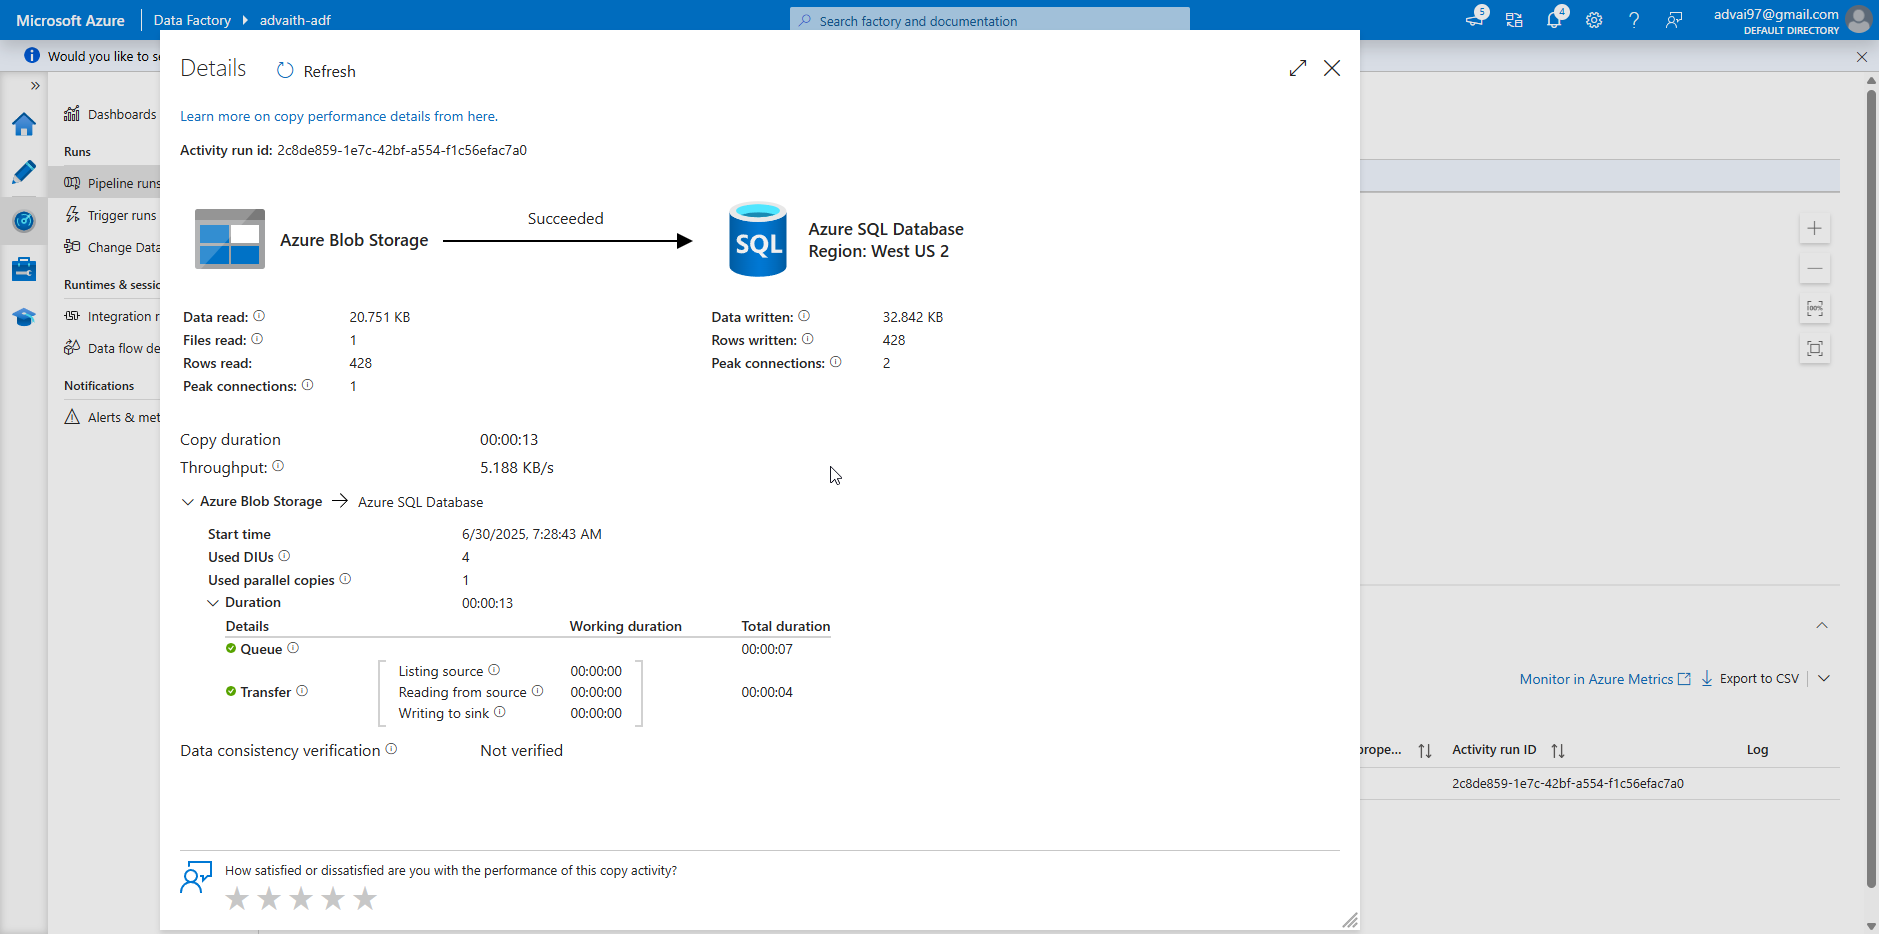 Microsoft Azure
Data Factory
advaith-adf
Search factory and documentation
5
4
advai97@gmail.com
DEFAULT DIRECTORY
Would you like to s
Dashboards
Runs
Pipeline runs
Trigger runs
Change Data
Runtimes & sessic
Integration r
Data flow de
Notifications
Alerts & met
Details
Refresh
Learn more on copy performance details from here.
Activity run id: 2c8de859-1e7c-42bf-a554-f1c56efac7a0
Azure Blob Storage
Succeeded
SQL
Azure SQL Database
Region: West US 2
Data read: 20.751 KB
Files read: 1
Rows read: 428
Peak connections: 1
Data written: 32.842 KB
Rows written: 428
Peak connections: 2
Copy duration 00:00:13
Throughput: 5.188 KB/s
Azure Blob Storage → Azure SQL Database
Start time 6/30/2025, 7:28:43 AM
Used DIUs 4
Used parallel copies 1
Duration 00:00:13
Details Working duration Total duration
Queue 00:00:07
Listing source 00:00:00
Transfer Reading from source 00:00:00 00:00:04
Writing to sink 00:00:00
Data consistency verification Not verified
How satisfied or dissatisfied are you with the performance of this copy activity?
100%
Monitor in Azure Metrics
Export to CSV
prope...
Activity run ID
Log
2c8de859-1e7c-42bf-a554-f1c56efac7a0